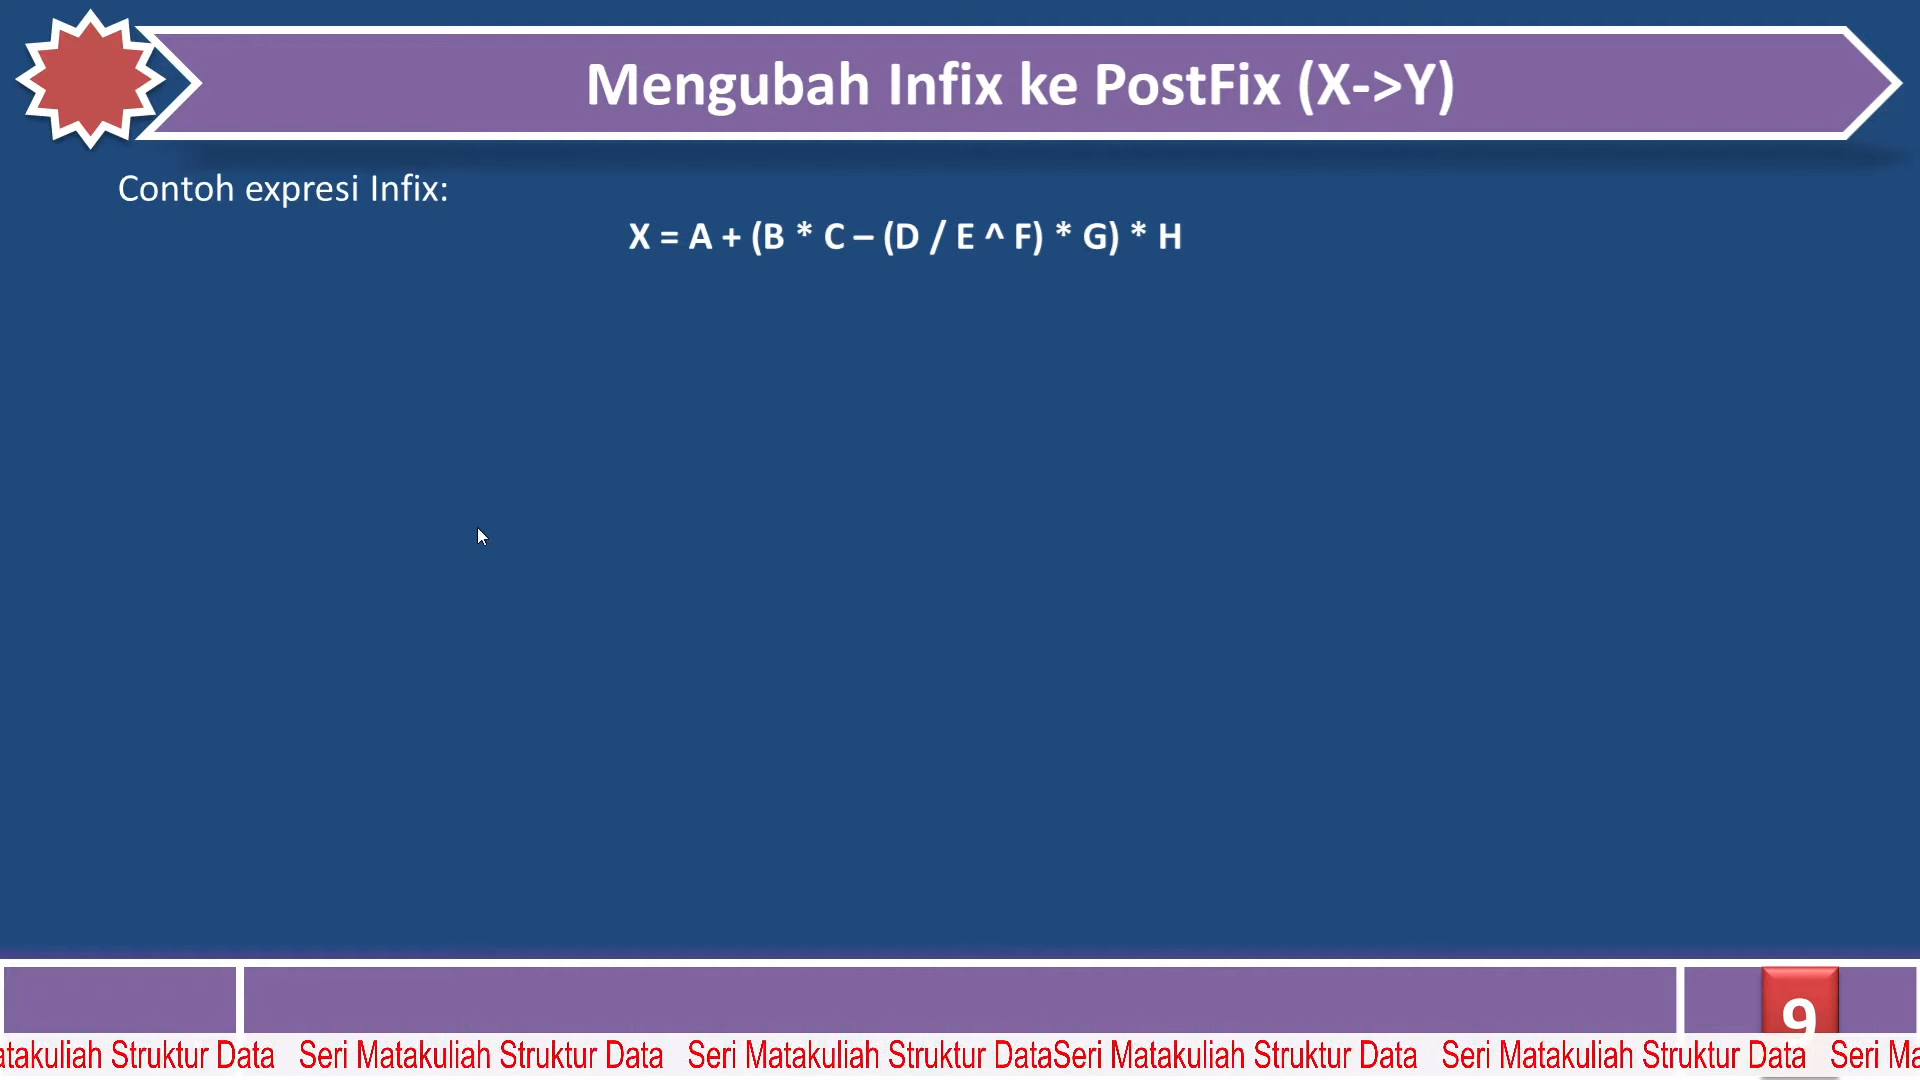 Mengubah Infix ke PostFix (X->Y)
Contoh expresi Infix:
X = A + (B * C – (D / E ^ F) * G) * H
9
atakuliah Struktur Data   Seri Matakuliah Struktur Data   Seri Matakuliah Struktur DataSeri Matakuliah Struktur Data   Seri Matakuliah Struktur Data   Seri Ma